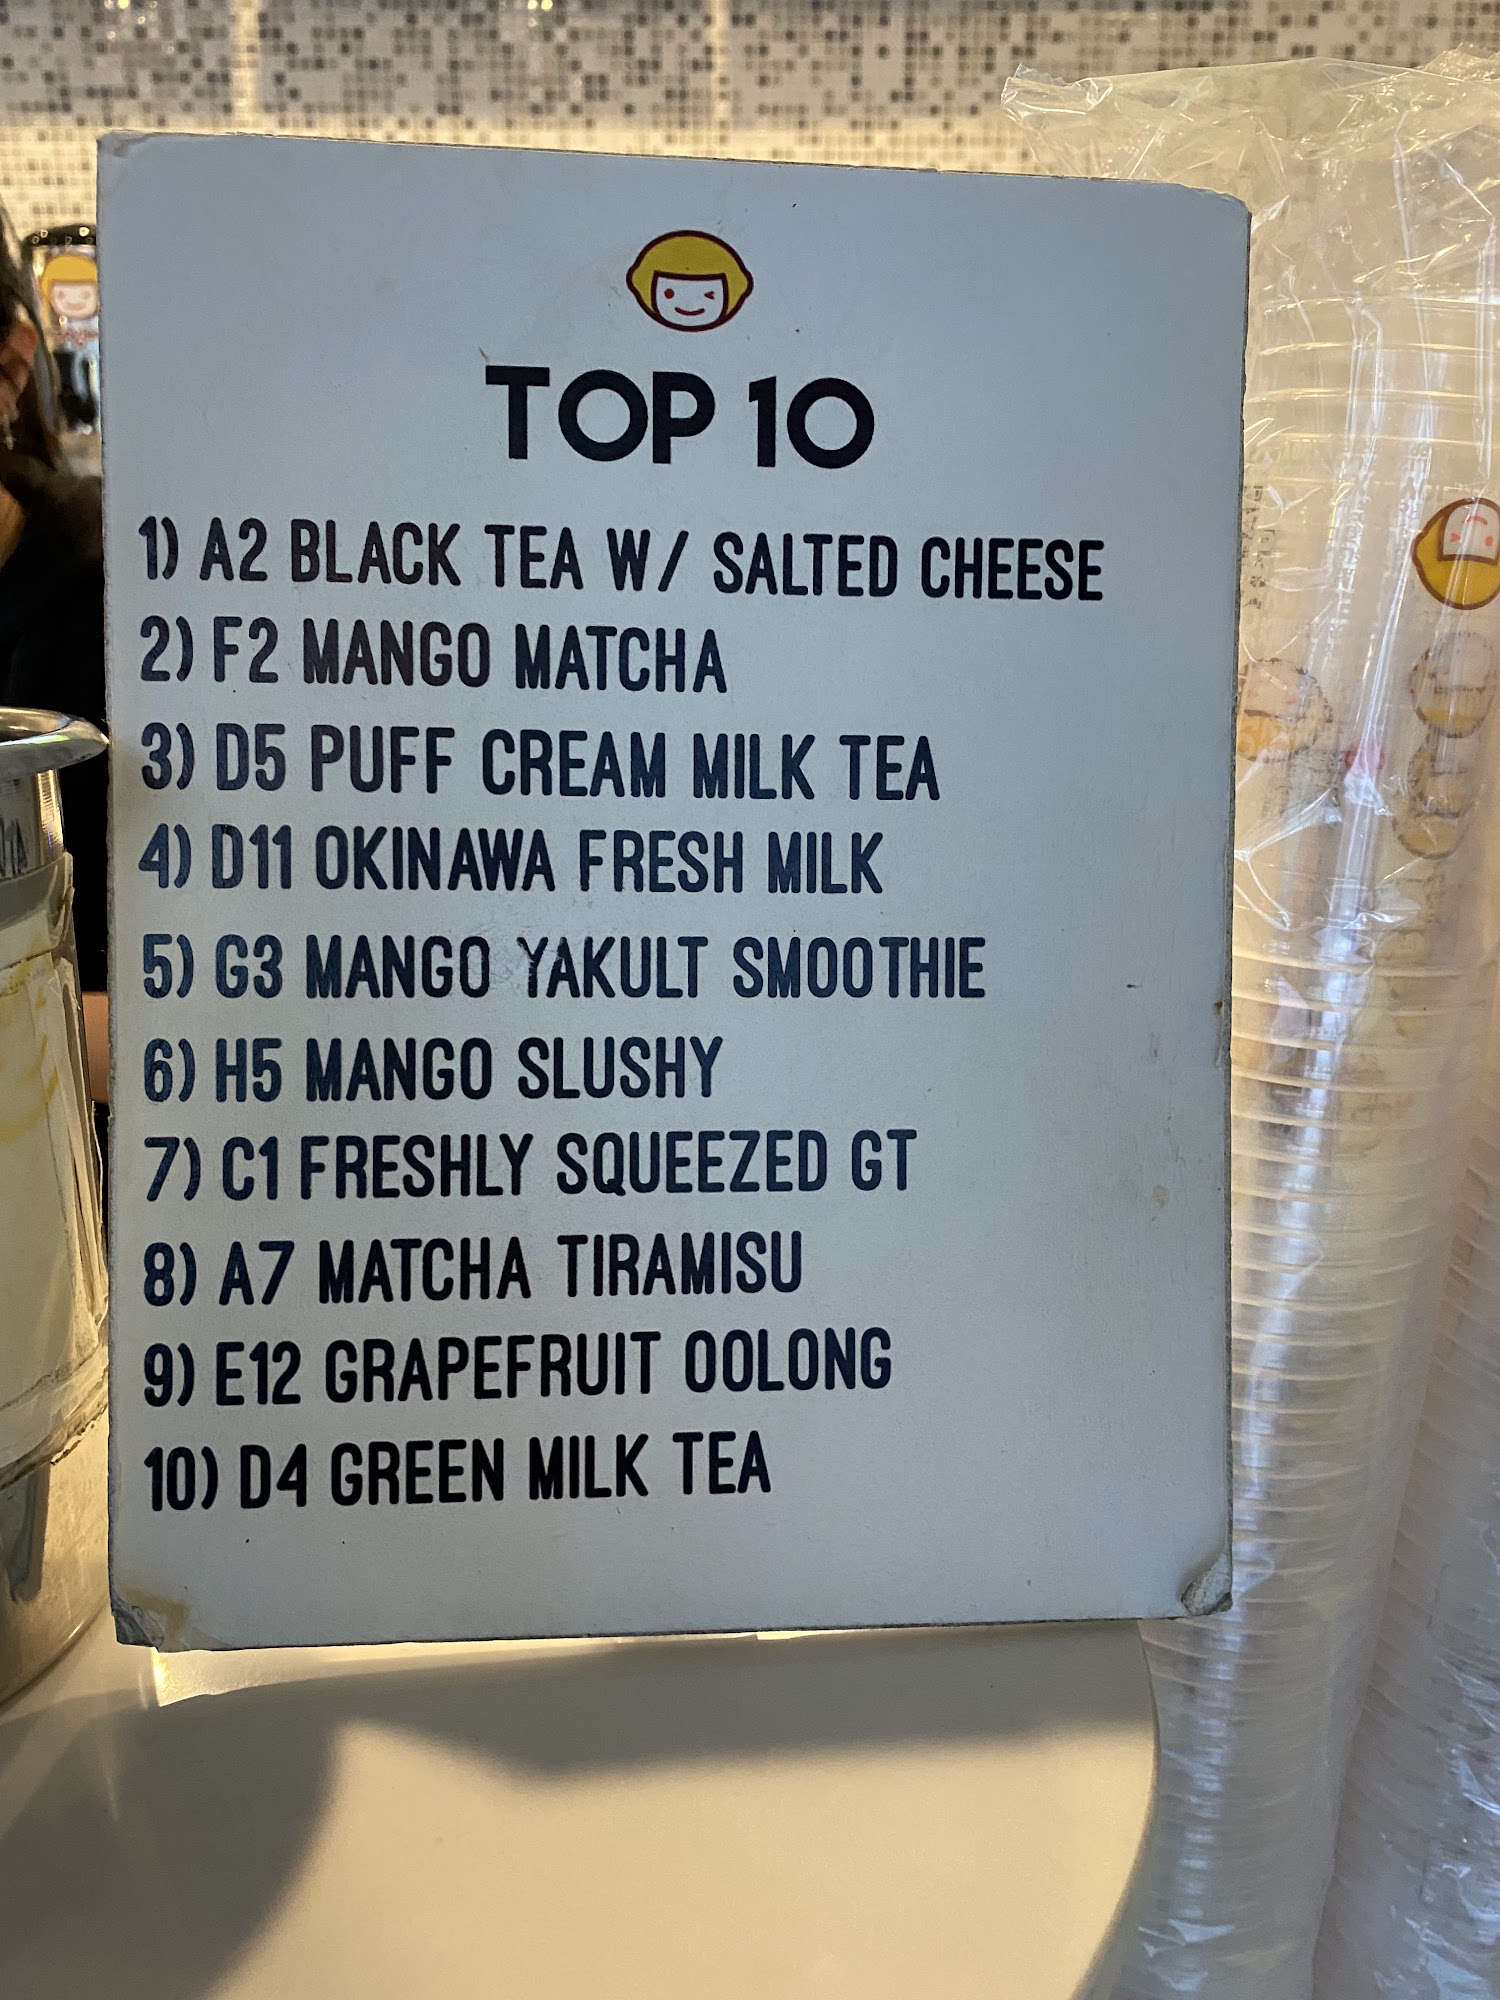 TOP 10
1) A2 BLACK TEA W/ SALTED CHEESE
2) F2 MANGO MATCHA
3) D5 PUFF CREAM MILK TEA
4) D11 OKINAWA FRESH MILK
5) G3 MANGO YAKULT SMOOTHIE
6) H5 MANGO SLUSHY
7) C1 FRESHLY SQUEEZED GT
8) A7 MATCHA TIRAMISU
9) E12 GRAPEFRUIT OOLONG
10) D4 GREEN MILK TEA